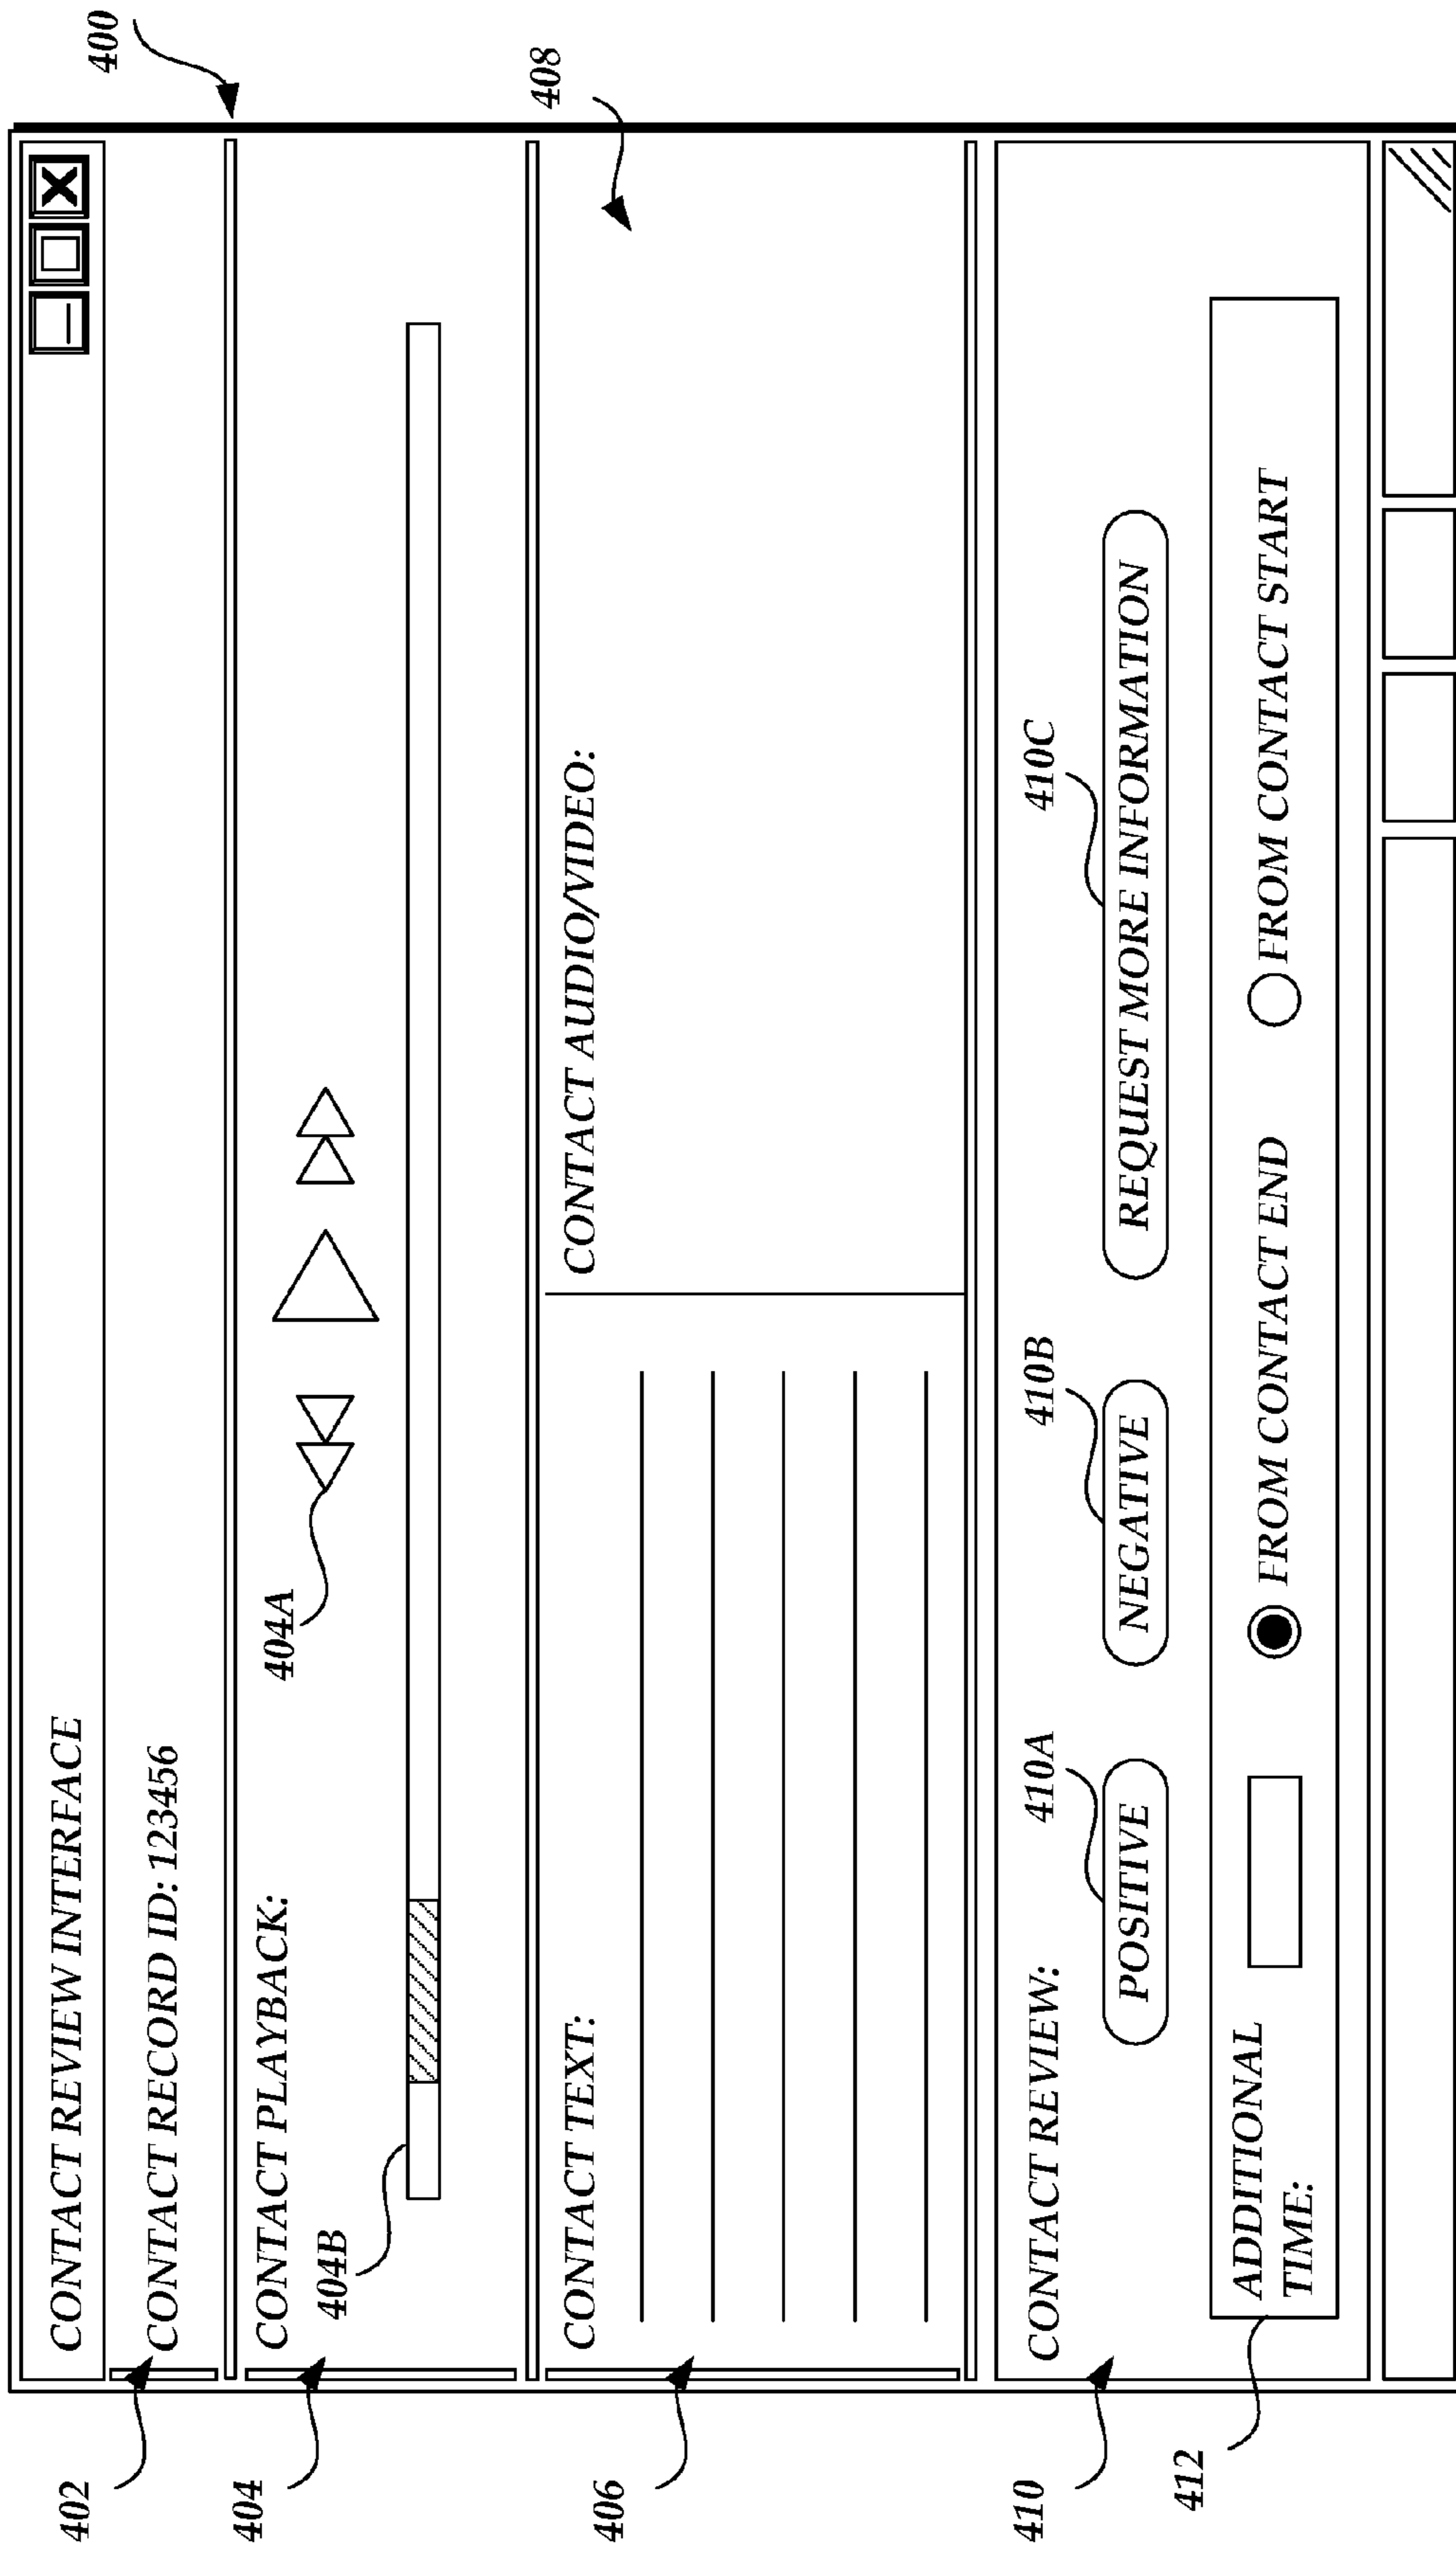 400
CONTACT REVIEW INTERFACE
402
CONTACT RECORD ID: 123456
404
CONTACT PLAYBACK:
404A
404B
408
406
CONTACT TEXT:
CONTACT AUDIO/VIDEO:
410
CONTACT REVIEW:
410A
410B
410C
POSITIVE
NEGATIVE
REQUEST MORE INFORMATION
412
ADDITIONAL
TIME:
FROM CONTACT END
FROM CONTACT START